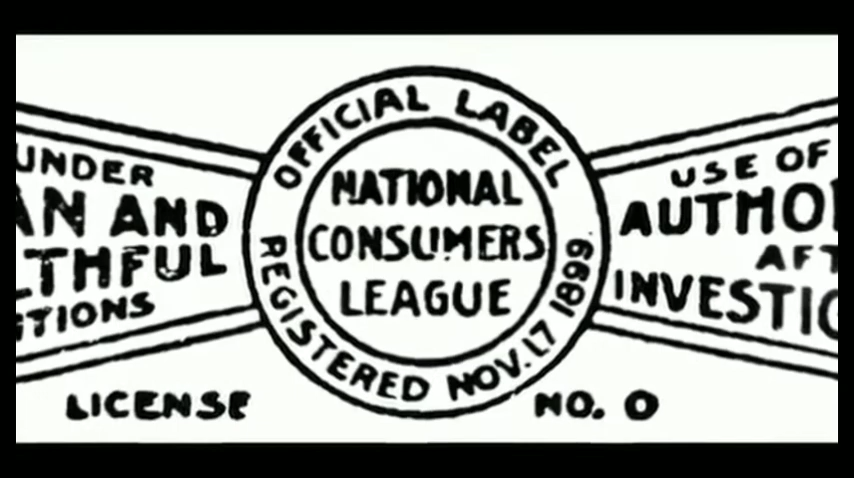 UNDER
AN AND
THFUL
TIONS
OFFICIAL LABEL
NATIONAL
CONSUMERS
LEAGUE
REGISTERED NOV. 17 1899.
USE OF
AUTHO
AFT
INVESTIG
LICENSE NO. 0